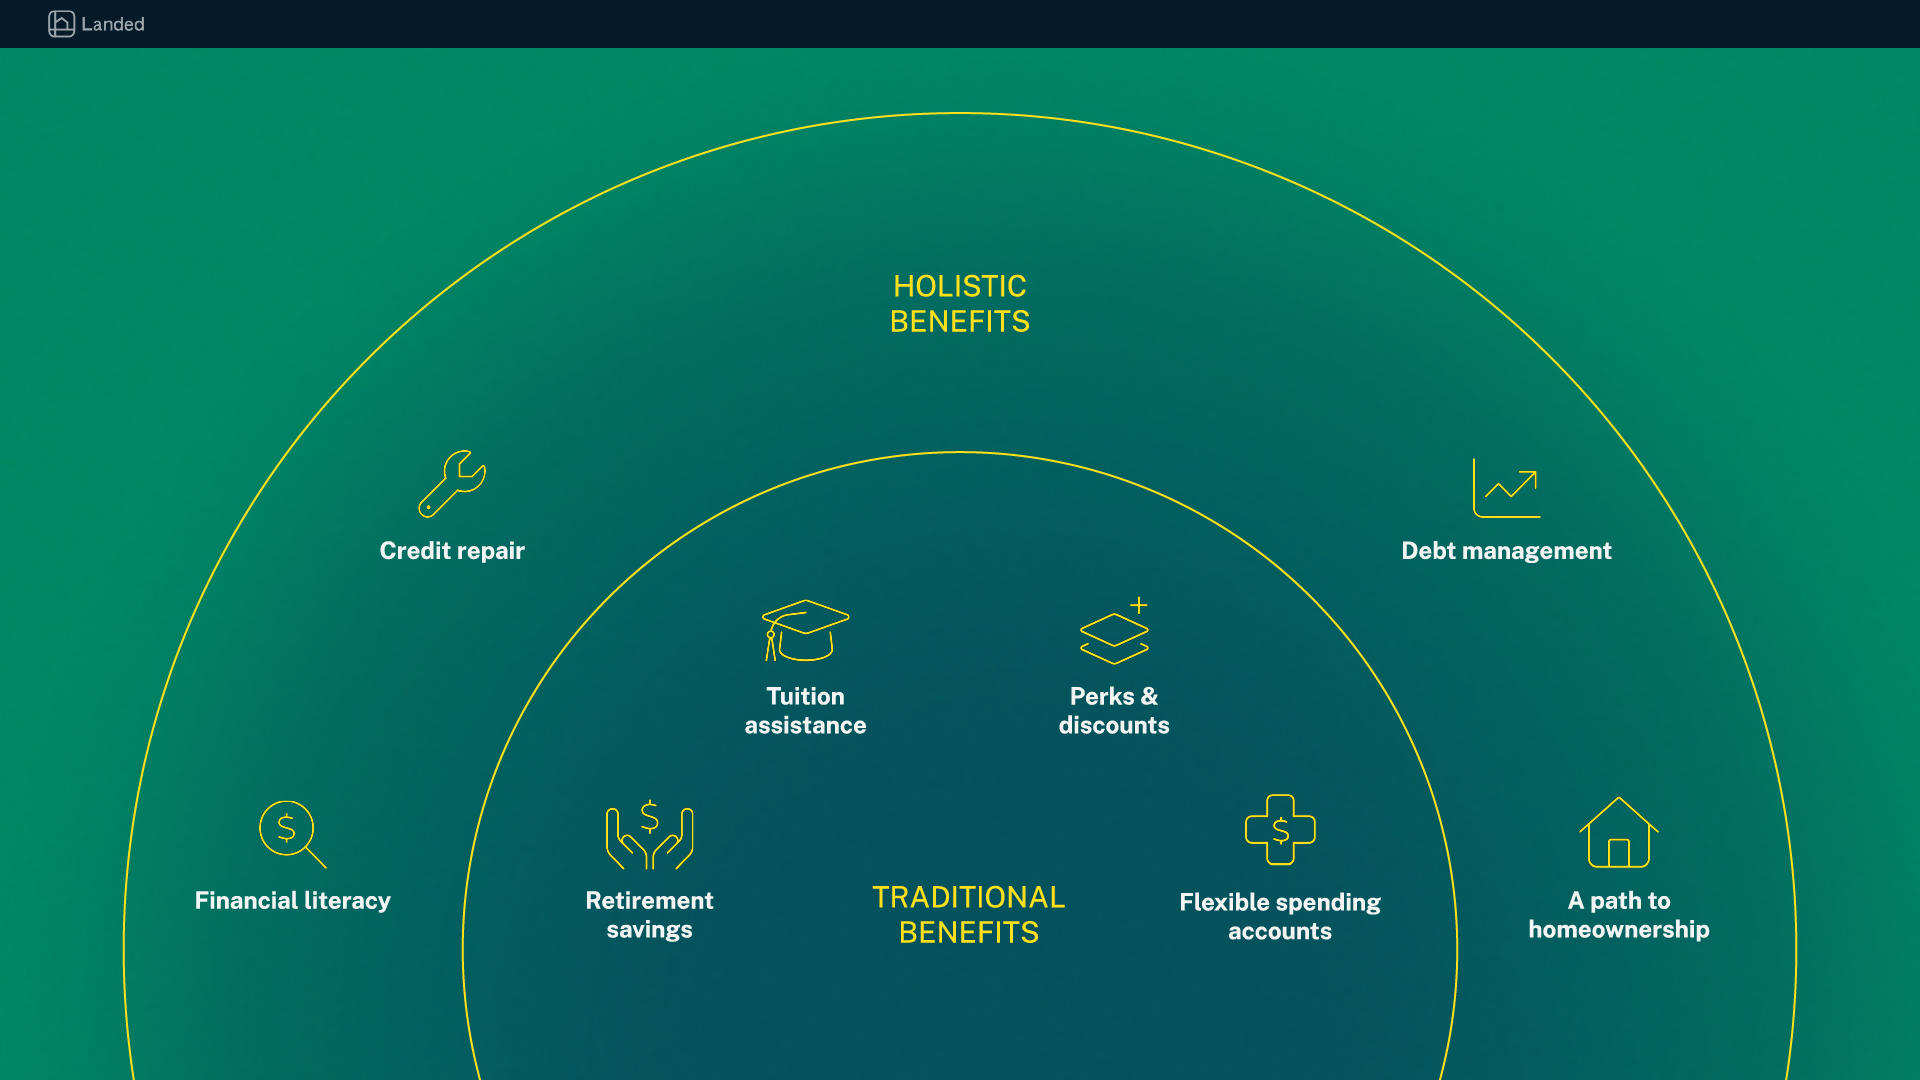 Landed
HOLISTIC
BENEFITS
Credit repair
Debt management
Tuition
assistance
Perks &
discounts
Financial literacy
Retirement
savings
TRADITIONAL
BENEFITS
Flexible spending
accounts
A path to
homeownership